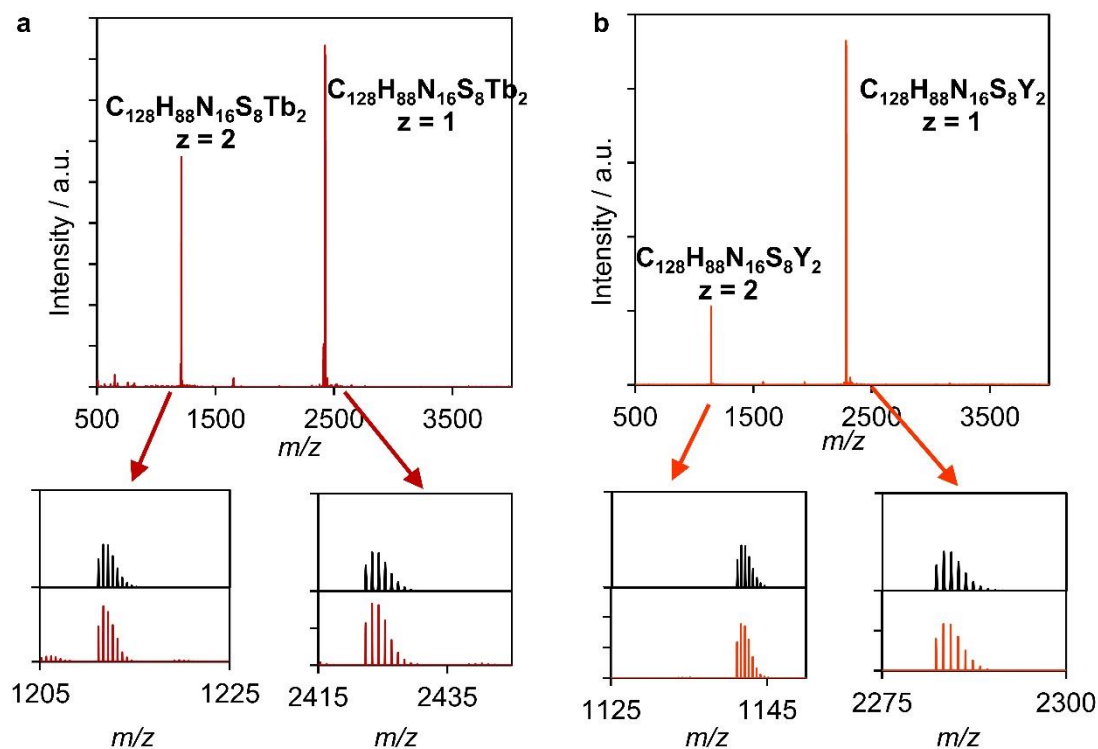 a
C₁₂₈H₈₈N₁₆S₈Tb₂
z = 2
C₁₂₈H₈₈N₁₆S₈Tb₂
z = 1
Intensity / a.u.
500 1500 2500 3500
m/z
1205 1225
m/z
2415 2435
m/z
b
C₁₂₈H₈₈N₁₆S₈Y₂
z = 1
C₁₂₈H₈₈N₁₆S₈Y₂
z = 2
Intensity / a.u.
500 1500 2500 3500
m/z
1125 1145
m/z
2275 2300
m/z